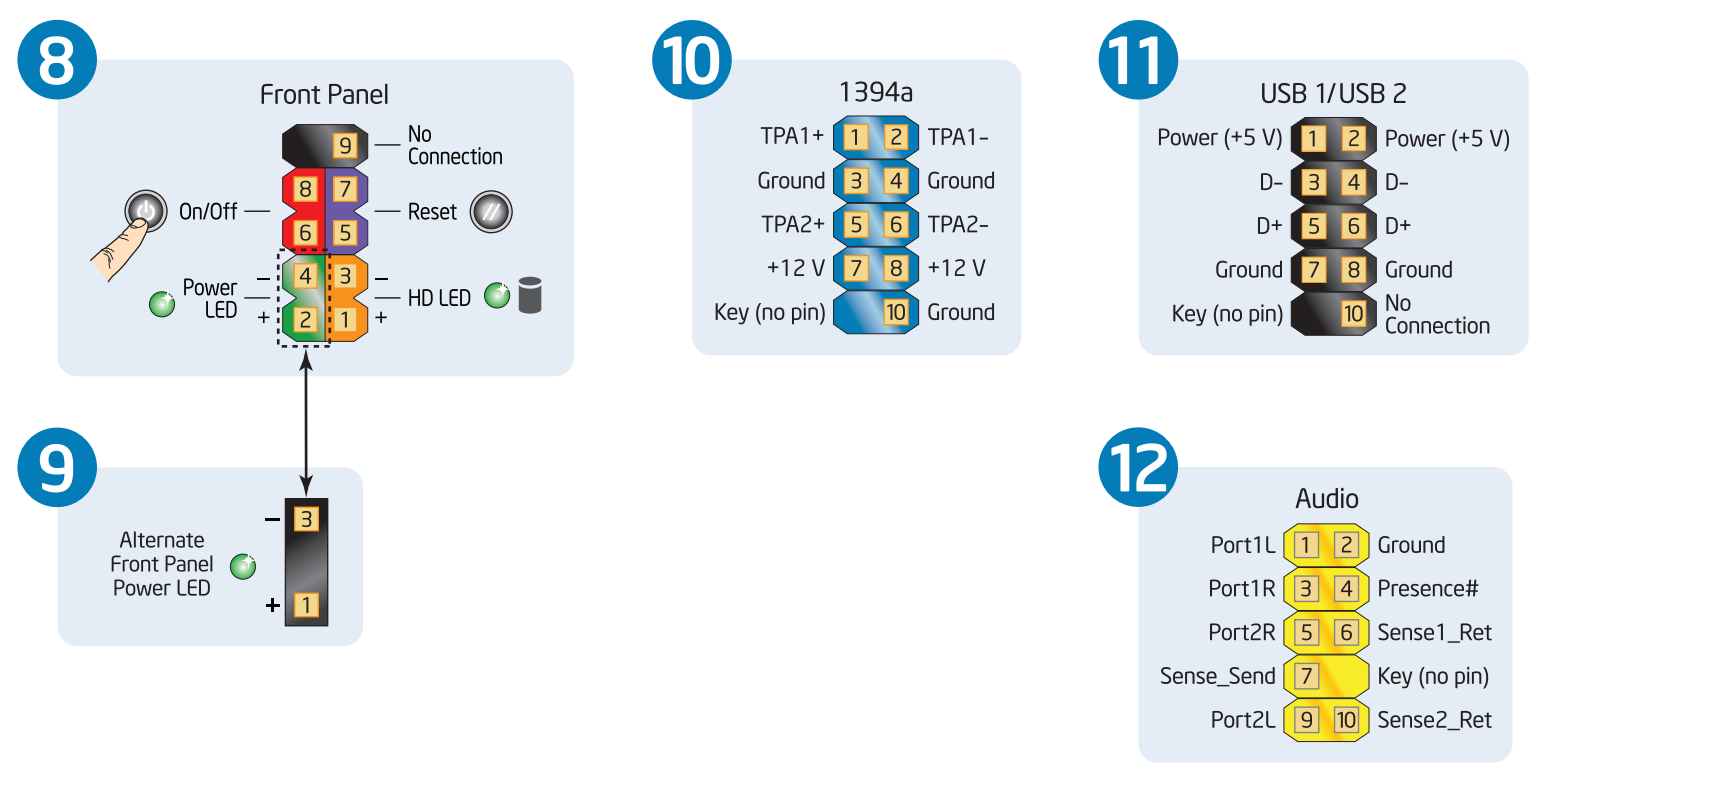 8
Front Panel
9 No
Connection
8 7
On/Off Reset
6 5
− 4 3 −
Power
LED HD LED
+ 2 1 +
9
− 3
Alternate
Front Panel
Power LED
+ 1
10
1394a
TPA1+ 1 2 TPA1−
Ground 3 4 Ground
TPA2+ 5 6 TPA2−
+12 V 7 8 +12 V
Key (no pin) 10 Ground
11
USB 1/USB 2
Power (+5 V) 1 2 Power (+5 V)
D− 3 4 D−
D+ 5 6 D+
Ground 7 8 Ground
Key (no pin) 10 No
Connection
12
Audio
Port1L 1 2 Ground
Port1R 3 4 Presence#
Port2R 5 6 Sense1_Ret
Sense_Send 7 Key (no pin)
Port2L 9 10 Sense2_Ret